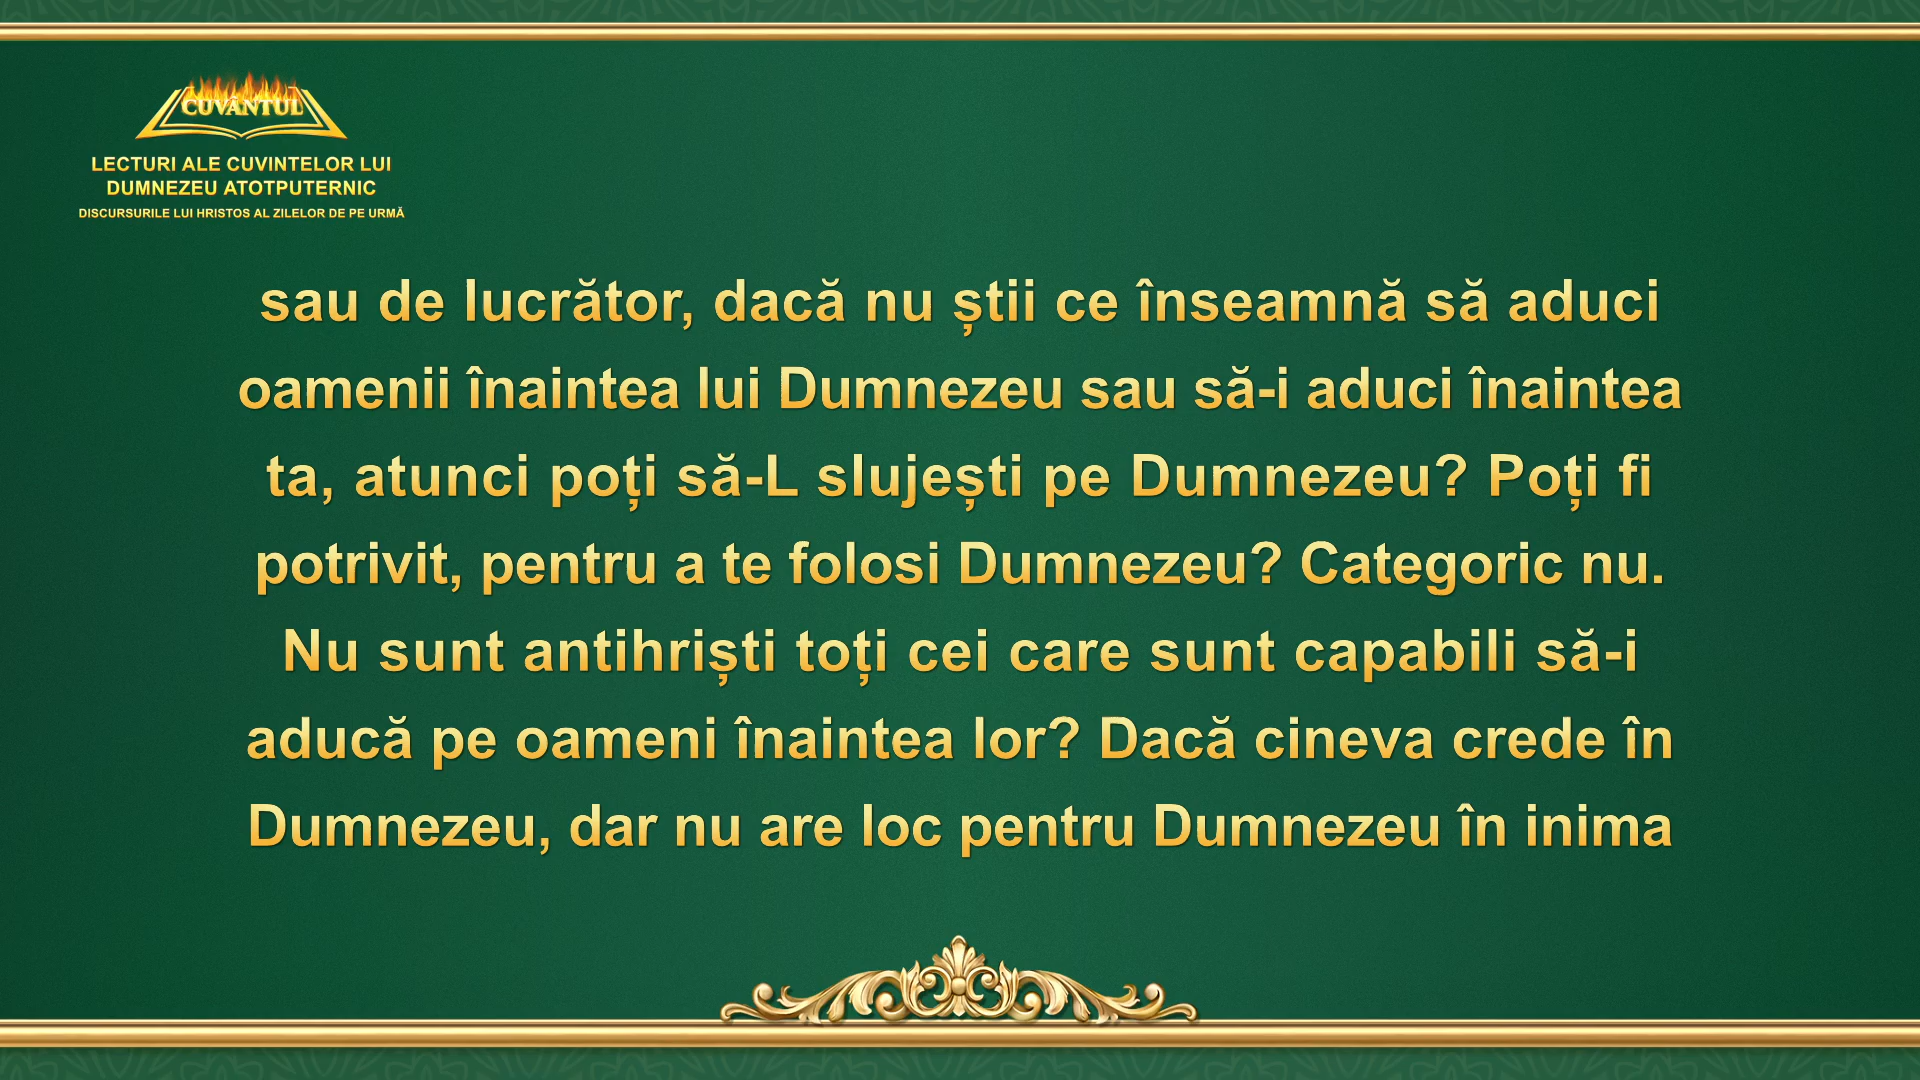 CUVÂNTUL
LECTURI ALE CUVINTELOR LUI
DUMNEZEU ATOTPUTERNIC
DISCURSURILE LUI HRISTOS AL ZILELOR DE PE URMĂ
sau de lucrător, dacă nu știi ce înseamnă să aduci
oamenii înaintea lui Dumnezeu sau să-i aduci înaintea
ta, atunci poți să-L slujești pe Dumnezeu? Poți fi
potrivit, pentru a te folosi Dumnezeu? Categoric nu.
Nu sunt antihriști toți cei care sunt capabili să-i
aducă pe oameni înaintea lor? Dacă cineva crede în
Dumnezeu, dar nu are loc pentru Dumnezeu în inima